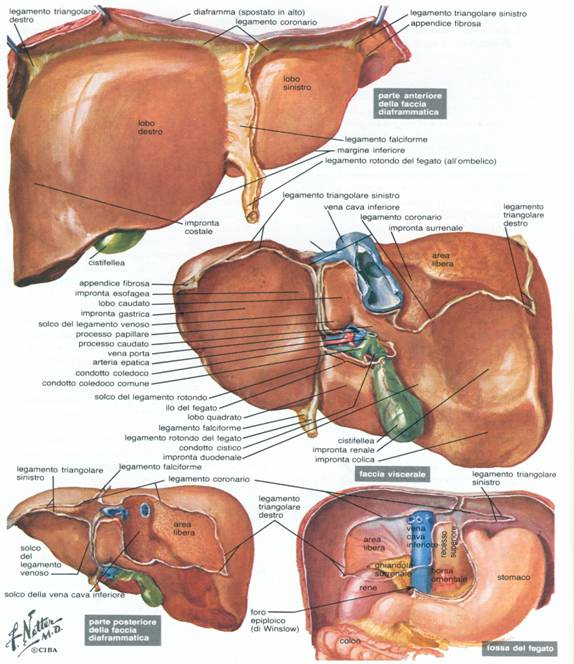 legamento triangolare
destro
diaframma (spostato in alto)
legamento coronario
legamento triangolare sinistro
appendice fibrosa
lobo
sinistro
parte anteriore
della faccia
diaframmatica
lobo
destro
legamento falciforme
margine inferiore
legamento rotondo del fegato (all'ombelico)
impronta
costale
cistifellea
legamento triangolare sinistro
vena cava inferiore
legamento coronario
impronta surrenale
legamento
triangolare
destro
area
libera
appendice fibrosa
impronta esofagea
lobo caudato
impronta gastrica
solco del legamento venoso
processo papillare
processo caudato
vena porta
arteria epatica
condotto coledoco
condotto coledoco comune
solco del legamento rotondo
ilo del fegato
lobo quadrato
legamento falciforme
legamento rotondo del fegato
condotto cistico
impronta duodenale
cistifellea
impronta renale
impronta colica
faccia viscerale
legamento triangolare
sinistro
legamento falciforme
legamento coronario
legamento
triangolare
destro
area
libera
solco
del
legamento
venoso
solco della vena cava inferiore
parte posteriore
della faccia
diaframmatica
F. Netter
M.D.
© CIBA
legamento triangolare
sinistro
area
libera
vena
cava
inferiore
recesso
superiore
ghiandola
surrenale
borsa
omentale
rene
stomaco
foro
epiploico
(di Winslow)
colon
fossa del fegato